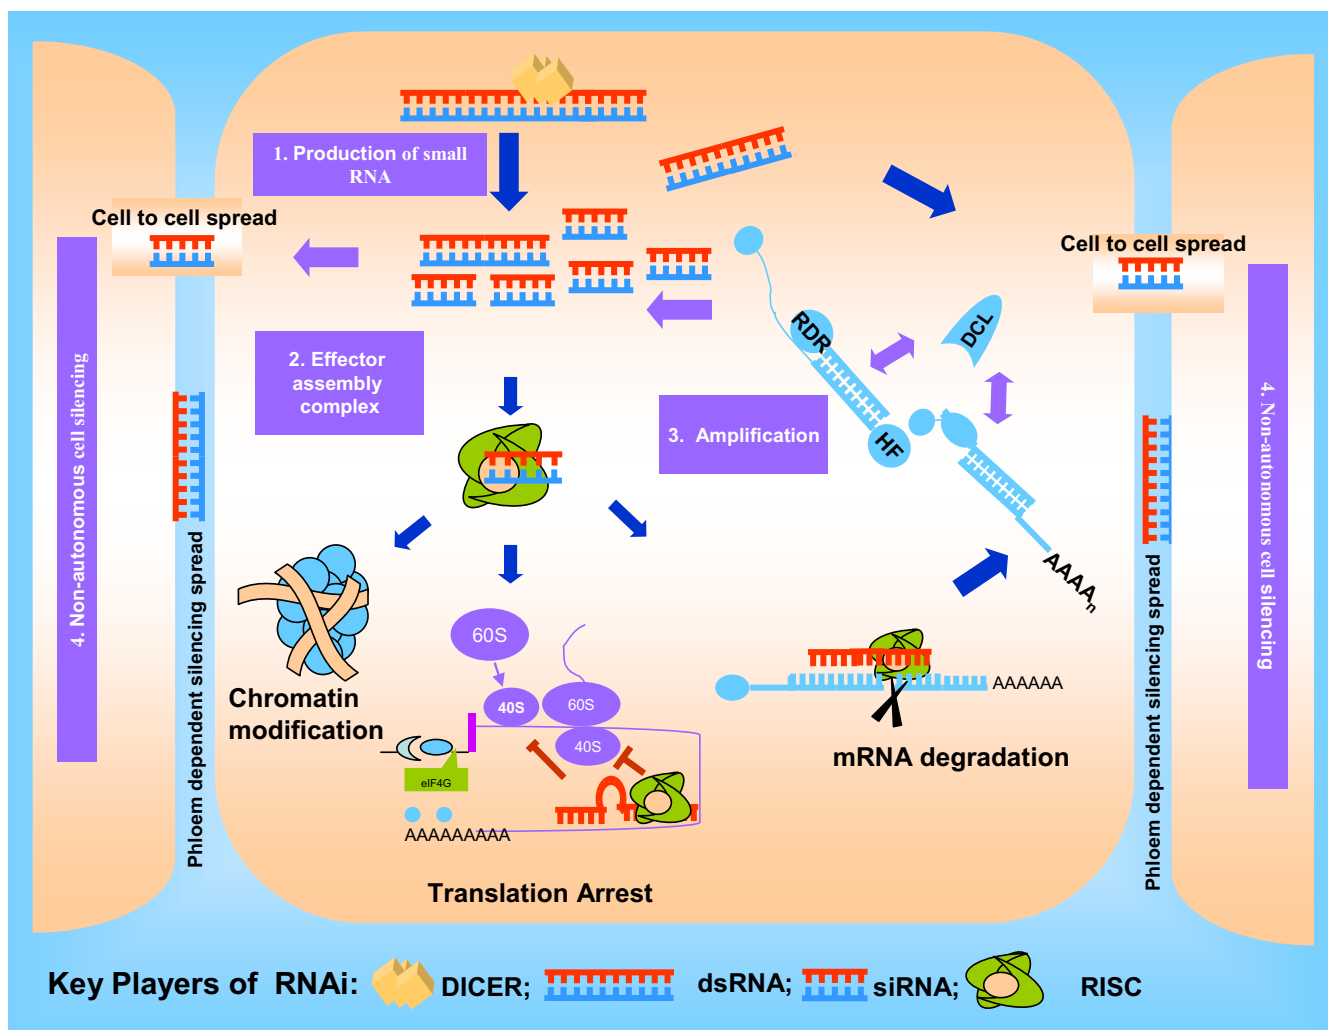 1. Production of small
RNA
Cell to cell spread
Cell to cell spread
4. Non-autonomous cell silencing
2. Effector
assembly
complex
3. Amplification
RDR
DCL
HF
AAAAn
4. Non-autonomous cell silencing
Phloem dependent silencing spread
Phloem dependent silencing spread
60S
40S
60S
40S
Chromatin
modification
eIF4G
AAAAAAAAA
AAAAAA
mRNA degradation
Translation Arrest
Key Players of RNAi: DICER; dsRNA; siRNA; RISC